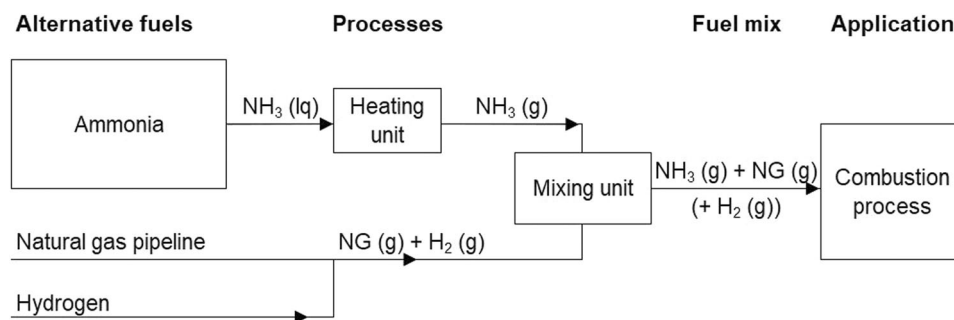 Alternative fuels
Processes
Fuel mix
Application
Ammonia
NH₃ (lq)
Heating
unit
NH₃ (g)
Mixing unit
NH₃ (g) + NG (g)
(+ H₂ (g))
Combustion
process
Natural gas pipeline
NG (g) + H₂ (g)
Hydrogen